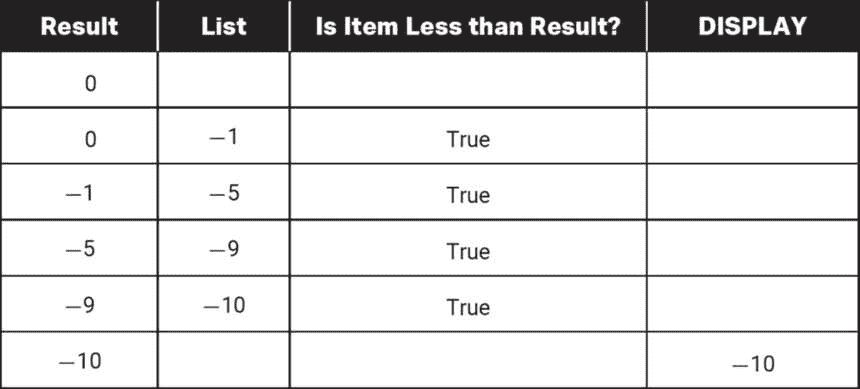 Result List Is Item Less than Result? DISPLAY
0
0 —1 True
—1 —5 True
—5 —9 True
—9 —10 True
—10 —10